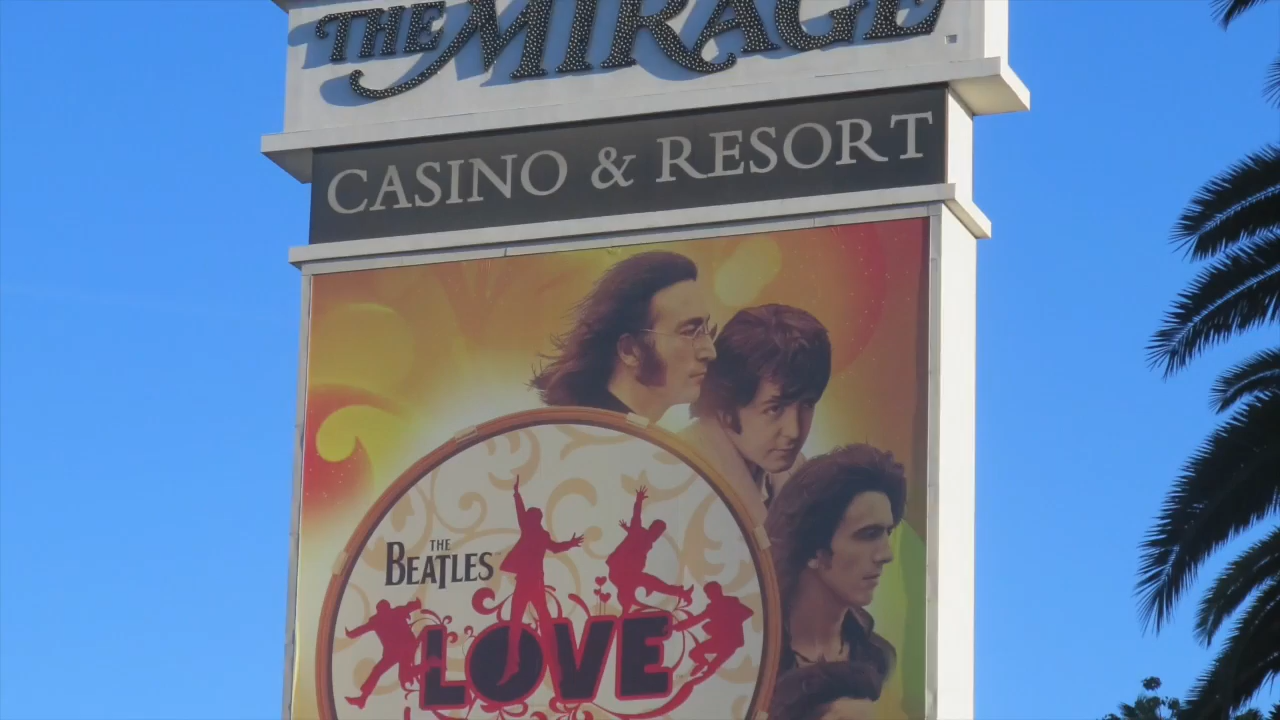 THE MIRAGE
CASINO & RESORT
THE
BEATLES
LOVE